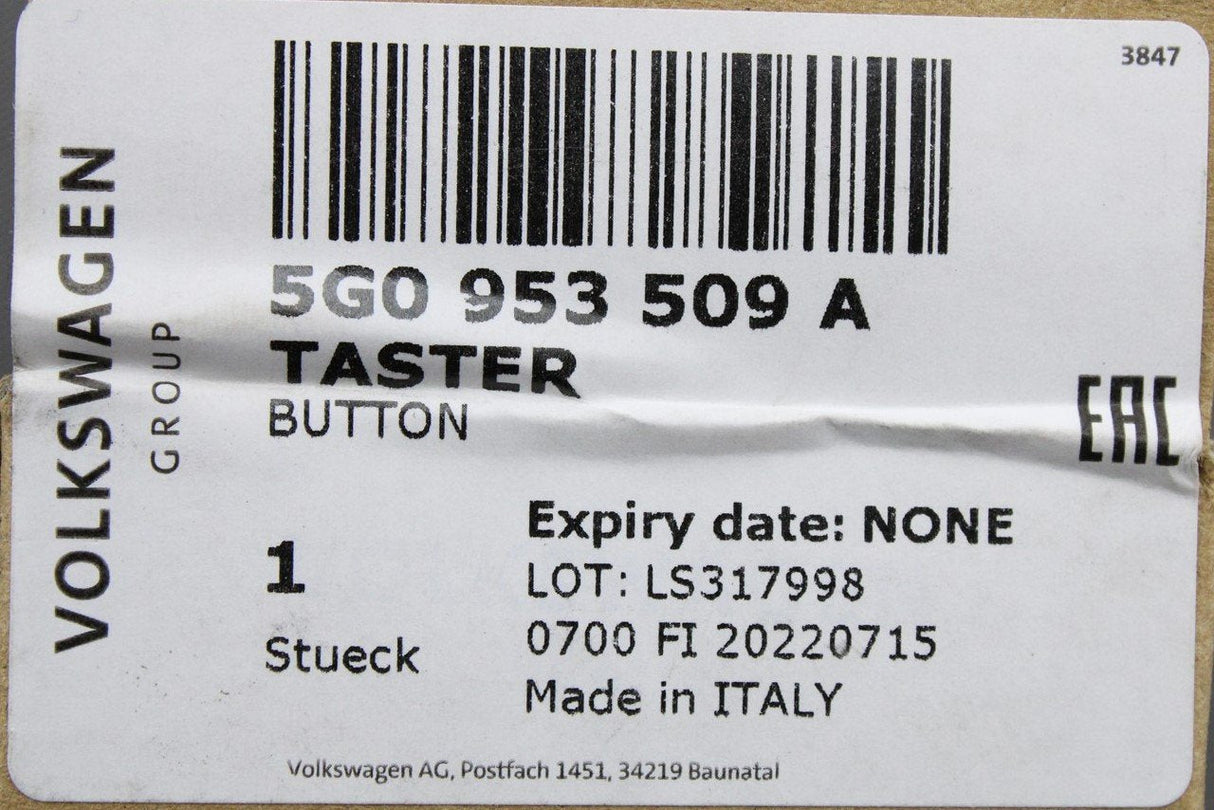 3847
VOLKSWAGEN
GROUP
5G0 953 509 A
TASTER
BUTTON
EAC
1
Stueck
Expiry date: NONE
LOT: LS317998
0700 FI 20220715
Made in ITALY
Volkswagen AG, Postfach 1451, 34219 Baunatal